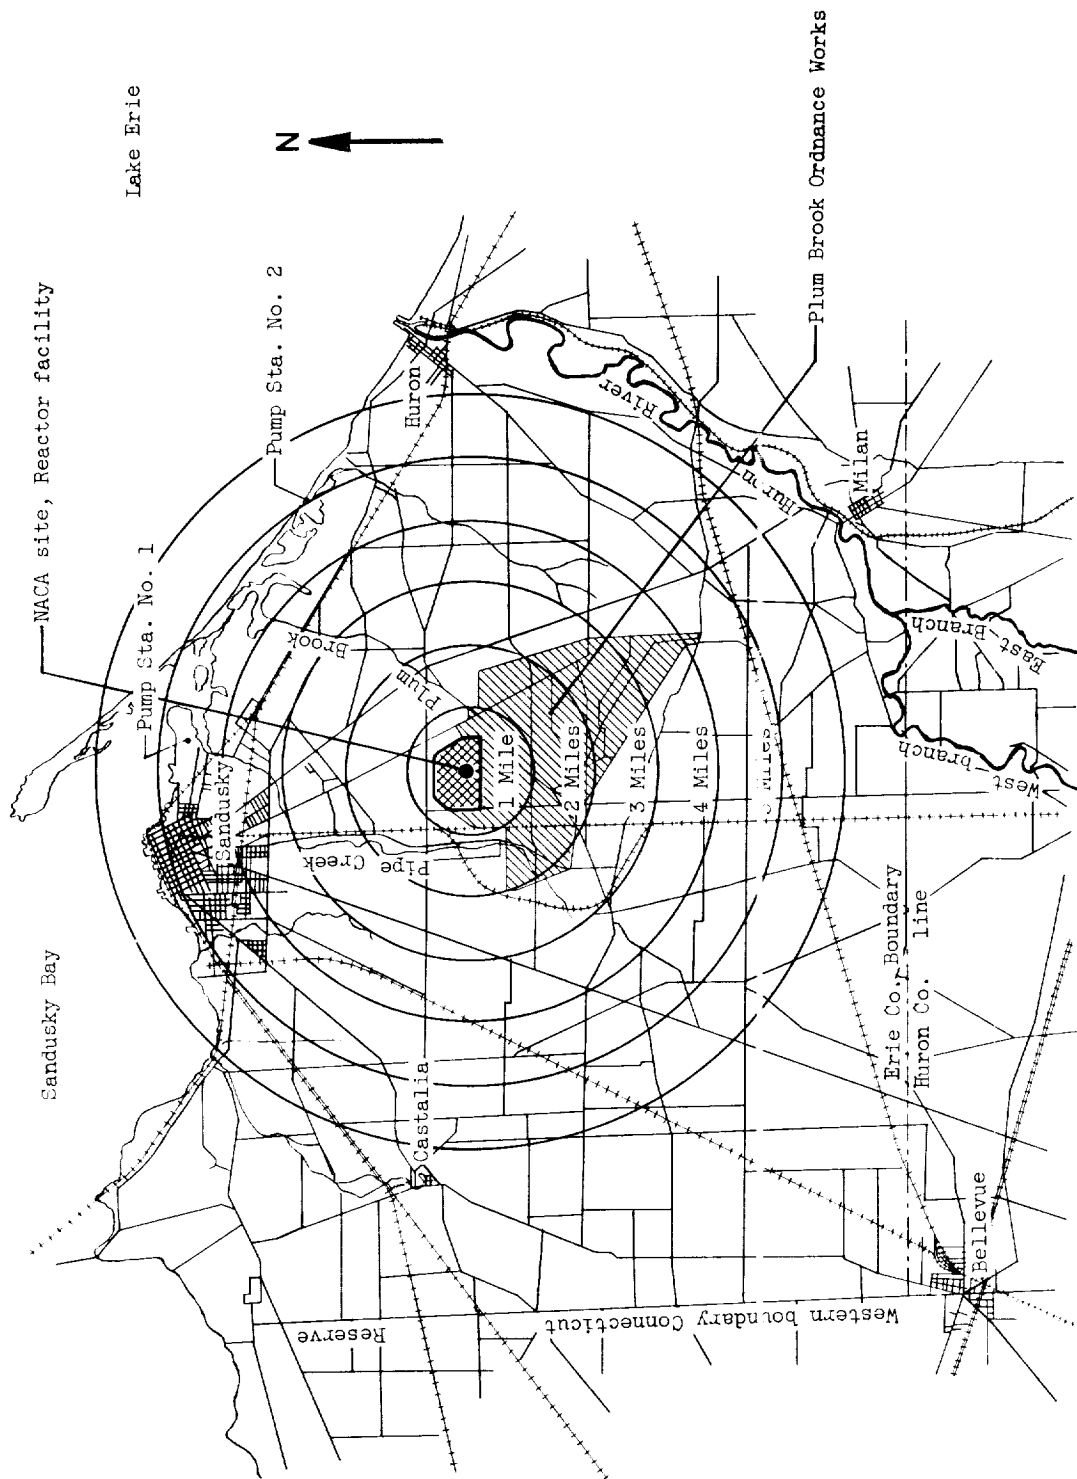 NACA site, Reactor facility
Lake Erie
Pump Sta. No. 1
Pump Sta. No. 2
N
Sandusky Bay
Sandusky
Huron
Brook
Plum
Pipe Creek
Castalia
1 Mile
2 Miles
3 Miles
4 Miles
Plum Brook Ordnance Works
River
Huron
Milan
East Branch
West branch
Erie Co. Boundary
Huron Co. line
Bellevue
Western boundary Connecticut
Reserve